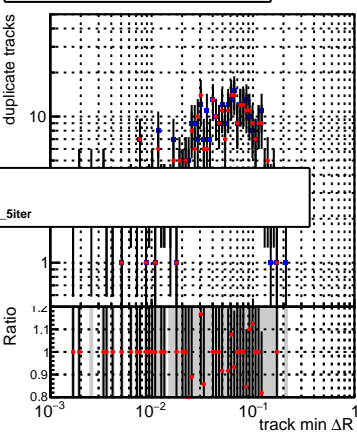 duplicate tracks
10
_5iter
1
Ratio
1.2
1.1
1
0.9
0.8
10−3 10−2 10−1 1
track min ΔR